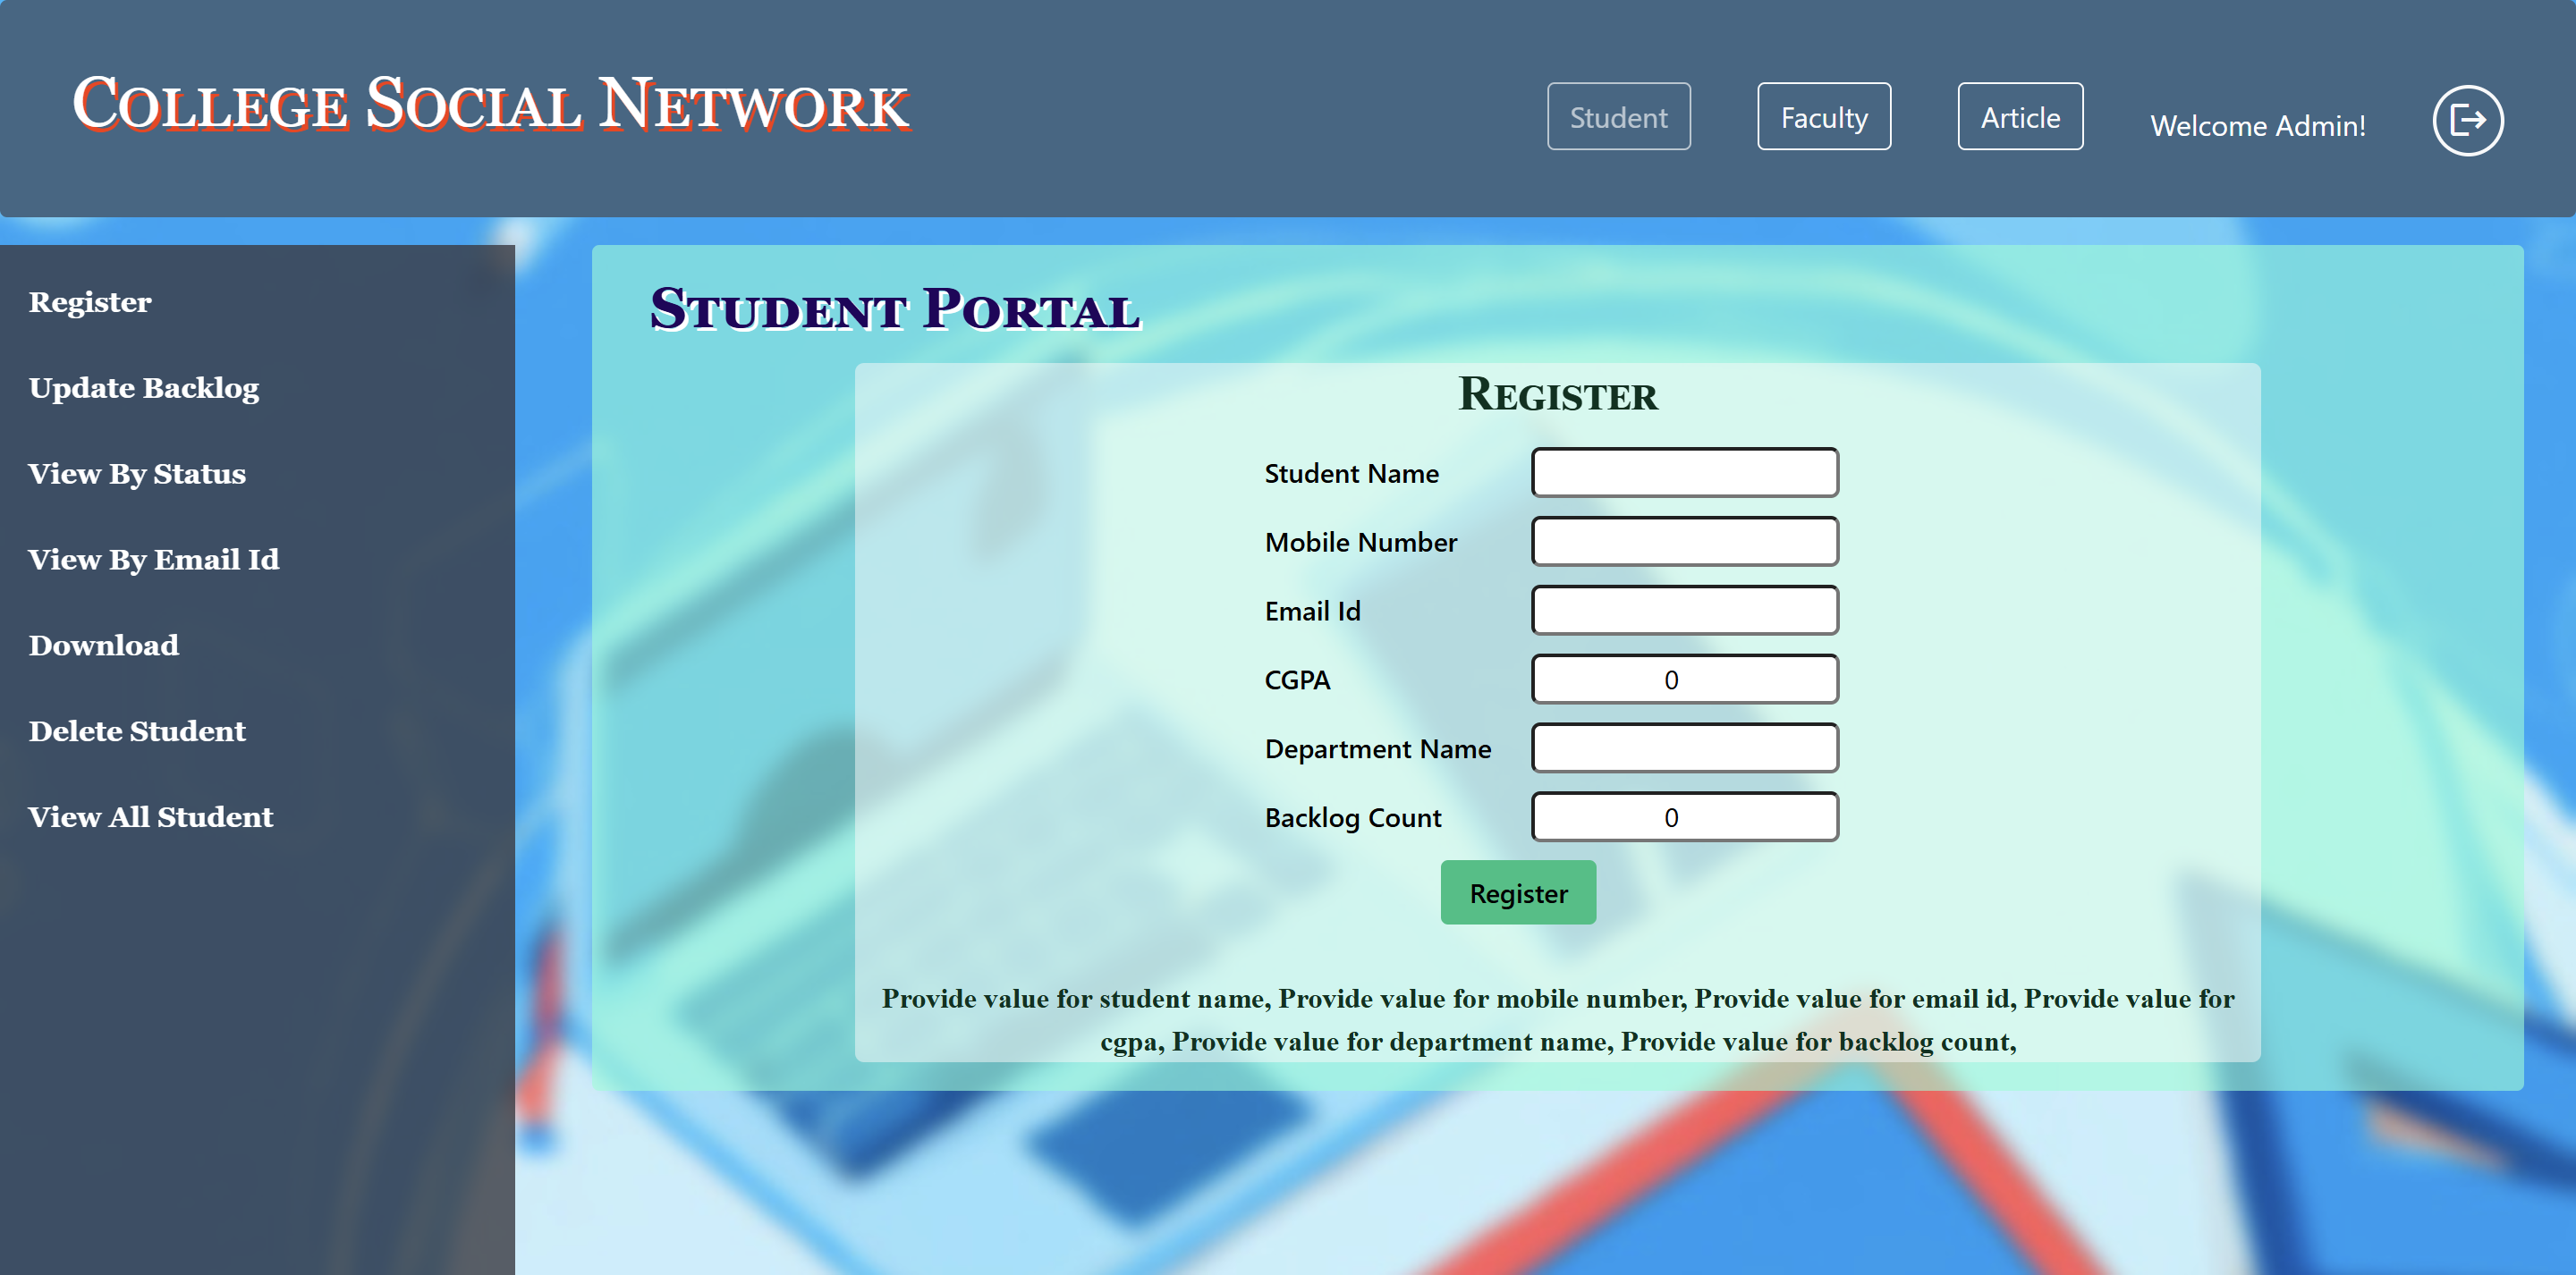 College Social Network
Student
Faculty
Article
Welcome Admin!
Register
Update Backlog
View By Status
View By Email Id
Download
Delete Student
View All Student
Student Portal
Register
Student Name
Mobile Number
Email Id
CGPA 0
Department Name
Backlog Count 0
Register
Provide value for student name, Provide value for mobile number, Provide value for email id, Provide value for
cgpa, Provide value for department name, Provide value for backlog count,